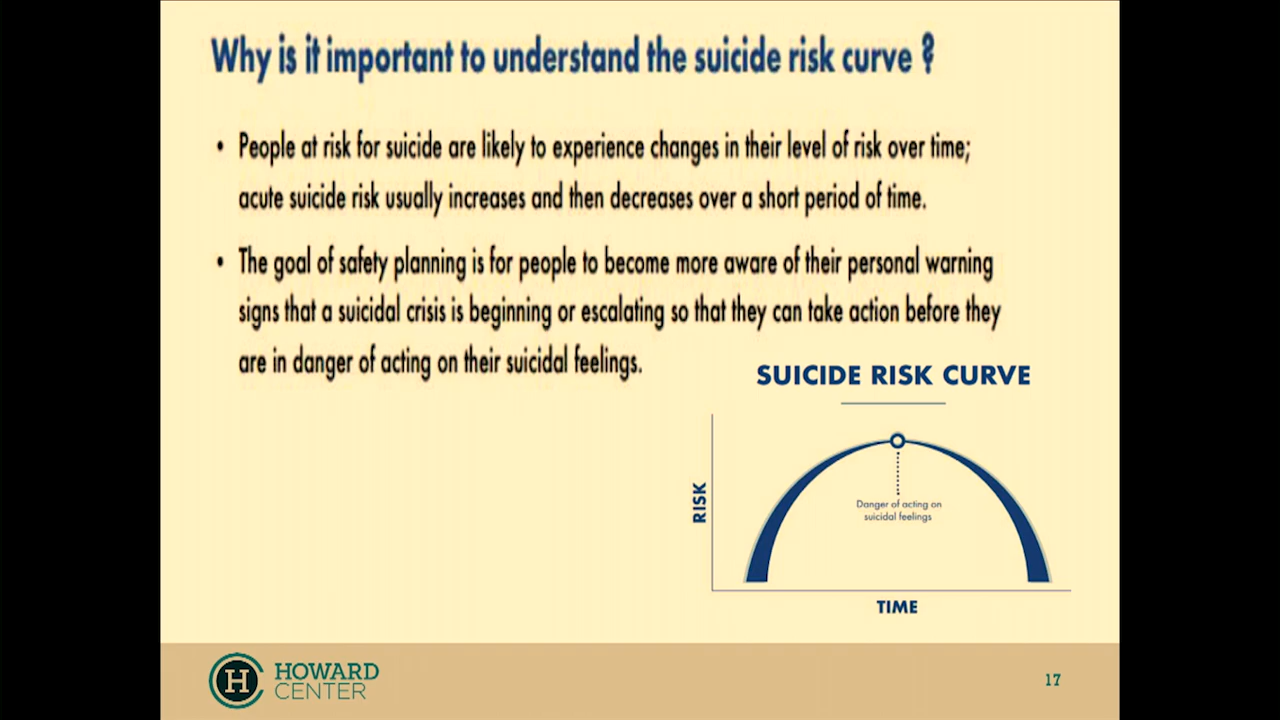 Why is it important to understand the suicide risk curve ?
• People at risk for suicide are likely to experience changes in their level of risk over time;
acute suicide risk usually increases and then decreases over a short period of time.
• The goal of safety planning is for people to become more aware of their personal warning
signs that a suicidal crisis is beginning or escalating so that they can take action before they
are in danger of acting on their suicidal feelings.
SUICIDE RISK CURVE
RISK
Danger of acting on
suicidal feelings
TIME
H
HOWARD
CENTER
17